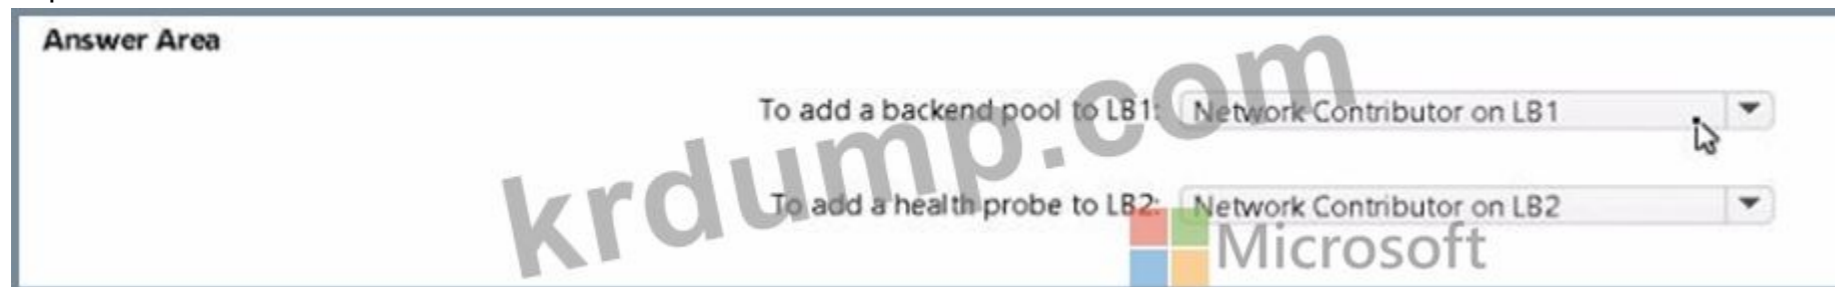 Answer Area
To add a backend pool to LB1: Network Contributor on LB1
To add a health probe to LB2: Network Contributor on LB2
krdump.com
Microsoft